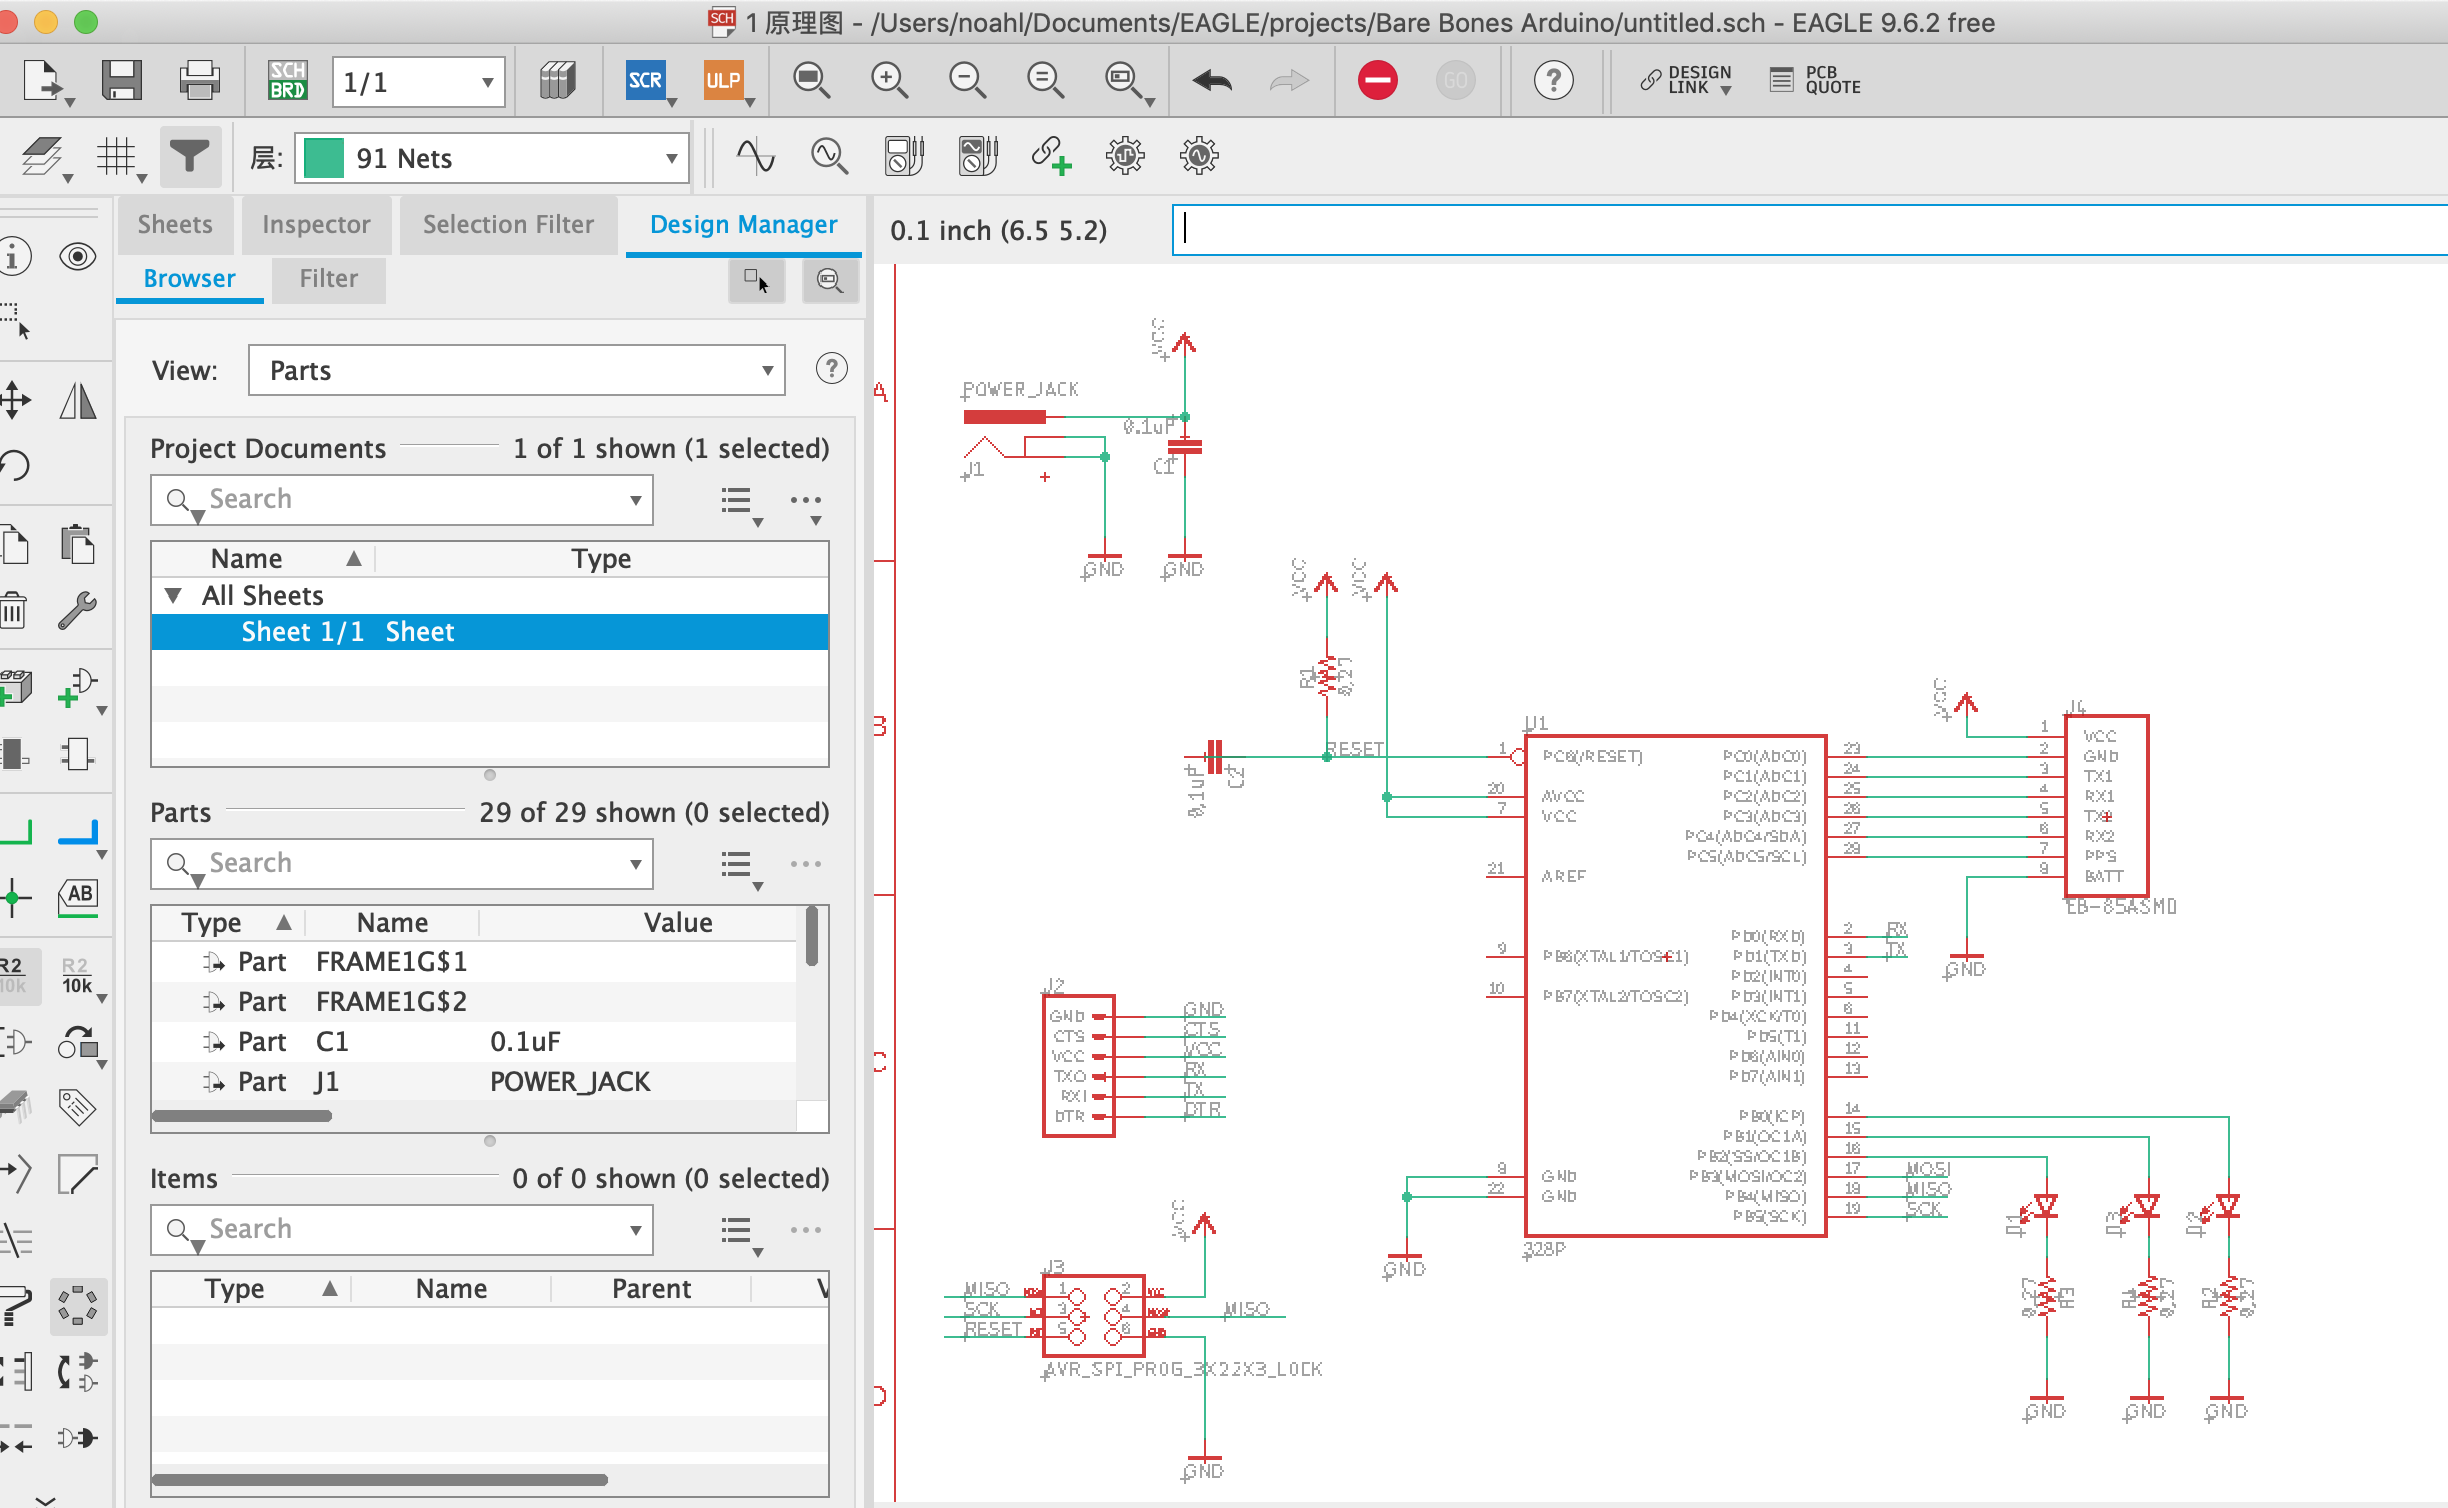 1 原理图 - /Users/noahl/Documents/EAGLE/projects/Bare Bones Arduino/untitled.sch - EAGLE 9.6.2 free
SCH
SCH
BRD
1/1
SCR
ULP
GO
?
DESIGN
LINK
PCB
QUOTE
层:
91 Nets
Sheets
Inspector
Selection Filter
Design Manager
0.1 inch (6.5 5.2)
Browser
Filter
View:
Parts
?
Project Documents
1 of 1 shown (1 selected)
Search
Name
Type
All Sheets
Sheet 1/1
Sheet
Parts
29 of 29 shown (0 selected)
Search
Type
Name
Value
Part
FRAME1G$1
Part
FRAME1G$2
Part
C1
0.1uF
Part
J1
POWER_JACK
Items
0 of 0 shown (0 selected)
Search
Type
Name
Parent
V
AB
R2
10k
R2
10k
A
B
C
D
VCC
POWER_JACK
0.1uF
J1
C1
GND
GND
VCC
VCC
R1
RESET
0.1uF
C2
U1
1
PC6(/RESET)
20
AVCC
7
VCC
21
AREF
9
PB6(XTAL1/TOSC1)
10
PB7(XTAL2/TOSC2)
8
GND
22
GND
GND
PC0(ADC0)
23
PC1(ADC1)
24
PC2(ADC2)
25
PC3(ADC3)
26
PC4(ADC4/SDA)
27
PC5(ADC5/SCL)
28
PD0(RXD)
2
RX
PD1(TXD)
3
TX
PD2(INT0)
4
PD3(INT1)
5
PD4(XCK/T0)
6
PD5(T1)
11
PD6(AIN0)
12
PD7(AIN1)
13
PB0(ICP)
14
PB1(OC1A)
15
PB2(SS/OC1B)
16
PB3(MOSI/OC2)
17
MOSI
PB4(MISO)
18
MISO
PB5(SCK)
19
SCK
328P
VCC
J4
1
VCC
2
GND
3
TX1
4
RX1
5
TX2
6
RX2
7
PPS
8
BATT
EB-85ASMD
GND
J2
GND
GND
CTS
CTS
VCC
VCC
TXO
RX
RXI
TX
DTR
DTR
VCC
J3
MISO
1
2
SCK
3
4
MISO
RESET
5
6
AVR_SPI_PROG_3X22X3_LOCK
GND
D1
D3
D2
R3
R4
R2
GND
GND
GND